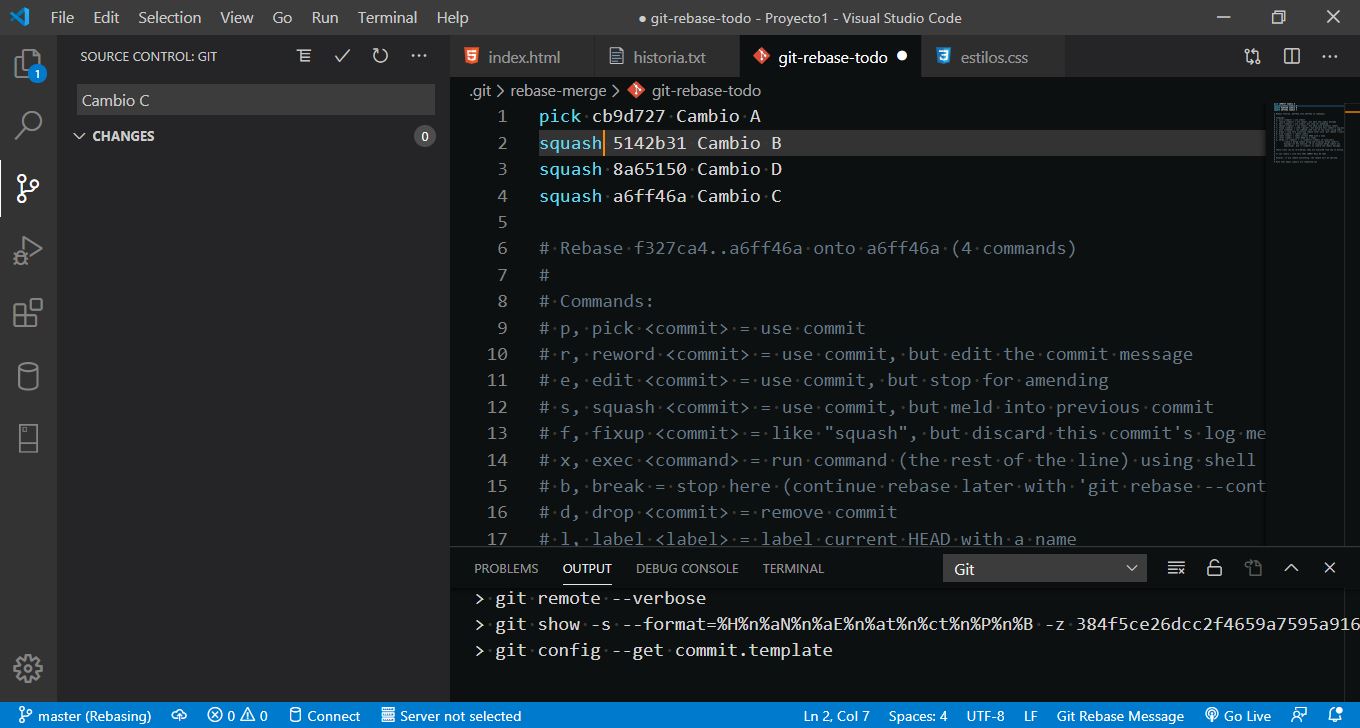 File Edit Selection View Go Run Terminal Help
● git-rebase-todo - Proyecto1 - Visual Studio Code
SOURCE CONTROL: GIT
1
Cambio C
CHANGES 0
index.html historia.txt git-rebase-todo ● estilos.css
.git > rebase-merge > git-rebase-todo
1 pick cb9d727 Cambio A
2 squash 5142b31 Cambio B
3 squash 8a65150 Cambio D
4 squash a6ff46a Cambio C
5
6 # Rebase f327ca4..a6ff46a onto a6ff46a (4 commands)
7 #
8 # Commands:
9 # p, pick <commit> = use commit
10 # r, reword <commit> = use commit, but edit the commit message
11 # e, edit <commit> = use commit, but stop for amending
12 # s, squash <commit> = use commit, but meld into previous commit
13 # f, fixup <commit> = like "squash", but discard this commit's log me
14 # x, exec <command> = run command (the rest of the line) using shell
15 # b, break = stop here (continue rebase later with 'git rebase --cont
16 # d, drop <commit> = remove commit
17 # l, label <label> = label current HEAD with a name
PROBLEMS OUTPUT DEBUG CONSOLE TERMINAL Git
> git remote --verbose
> git show -s --format=%H%n%aN%n%aE%n%at%n%ct%n%P%n%B -z 384f5ce26dcc2f4659a7595a916
> git config --get commit.template
master (Rebasing) 0 0 Connect Server not selected Ln 2, Col 7 Spaces: 4 UTF-8 LF Git Rebase Message Go Live